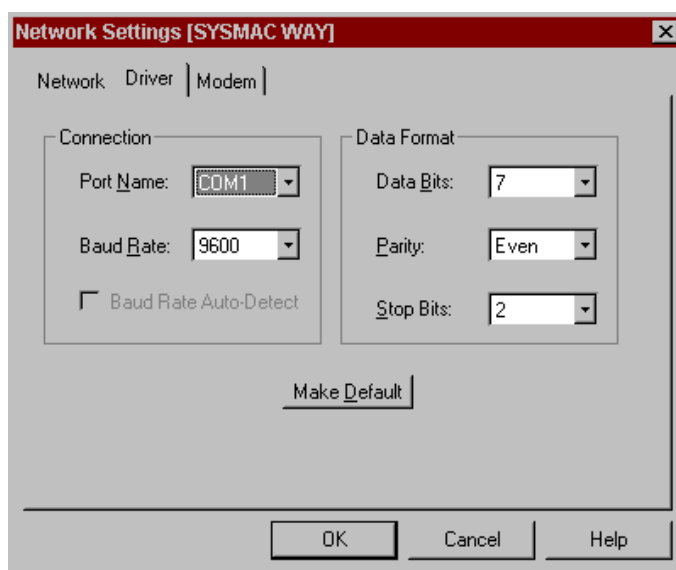 Network Settings [SYSMAC WAY]
Network Driver Modem
Connection
Port Name: COM1
Baud Rate: 9600
Baud Rate Auto-Detect
Data Format
Data Bits: 7
Parity: Even
Stop Bits: 2
Make Default
OK Cancel Help